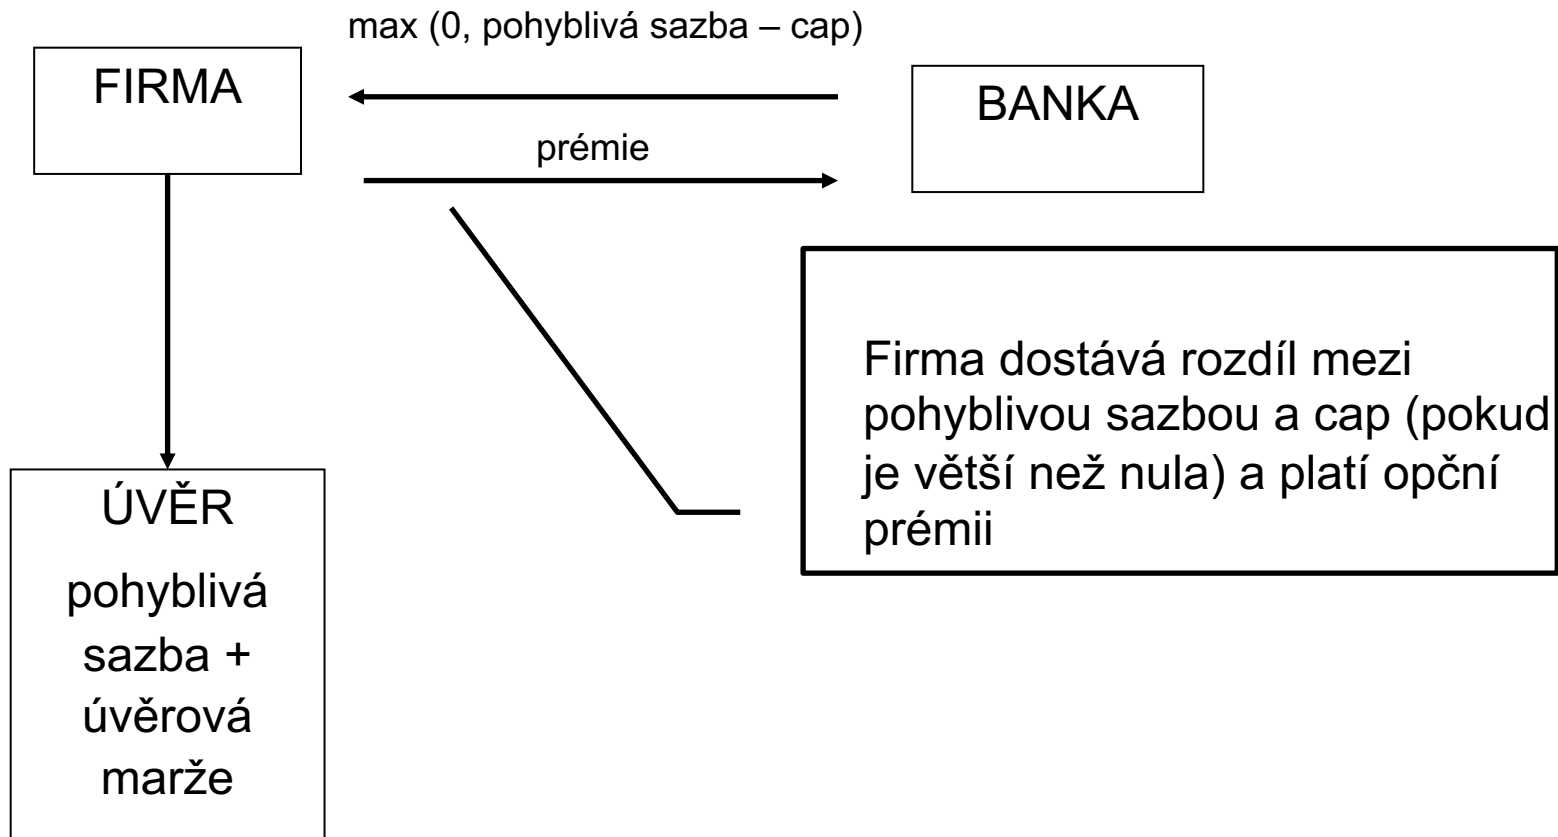 max (0, pohyblivá sazba – cap)
FIRMA
BANKA
prémie
Firma dostává rozdíl mezi
pohyblivou sazbou a cap (pokud
je větší než nula) a platí opční
prémii
ÚVĚR
pohyblivá
sazba +
úvěrová
marže